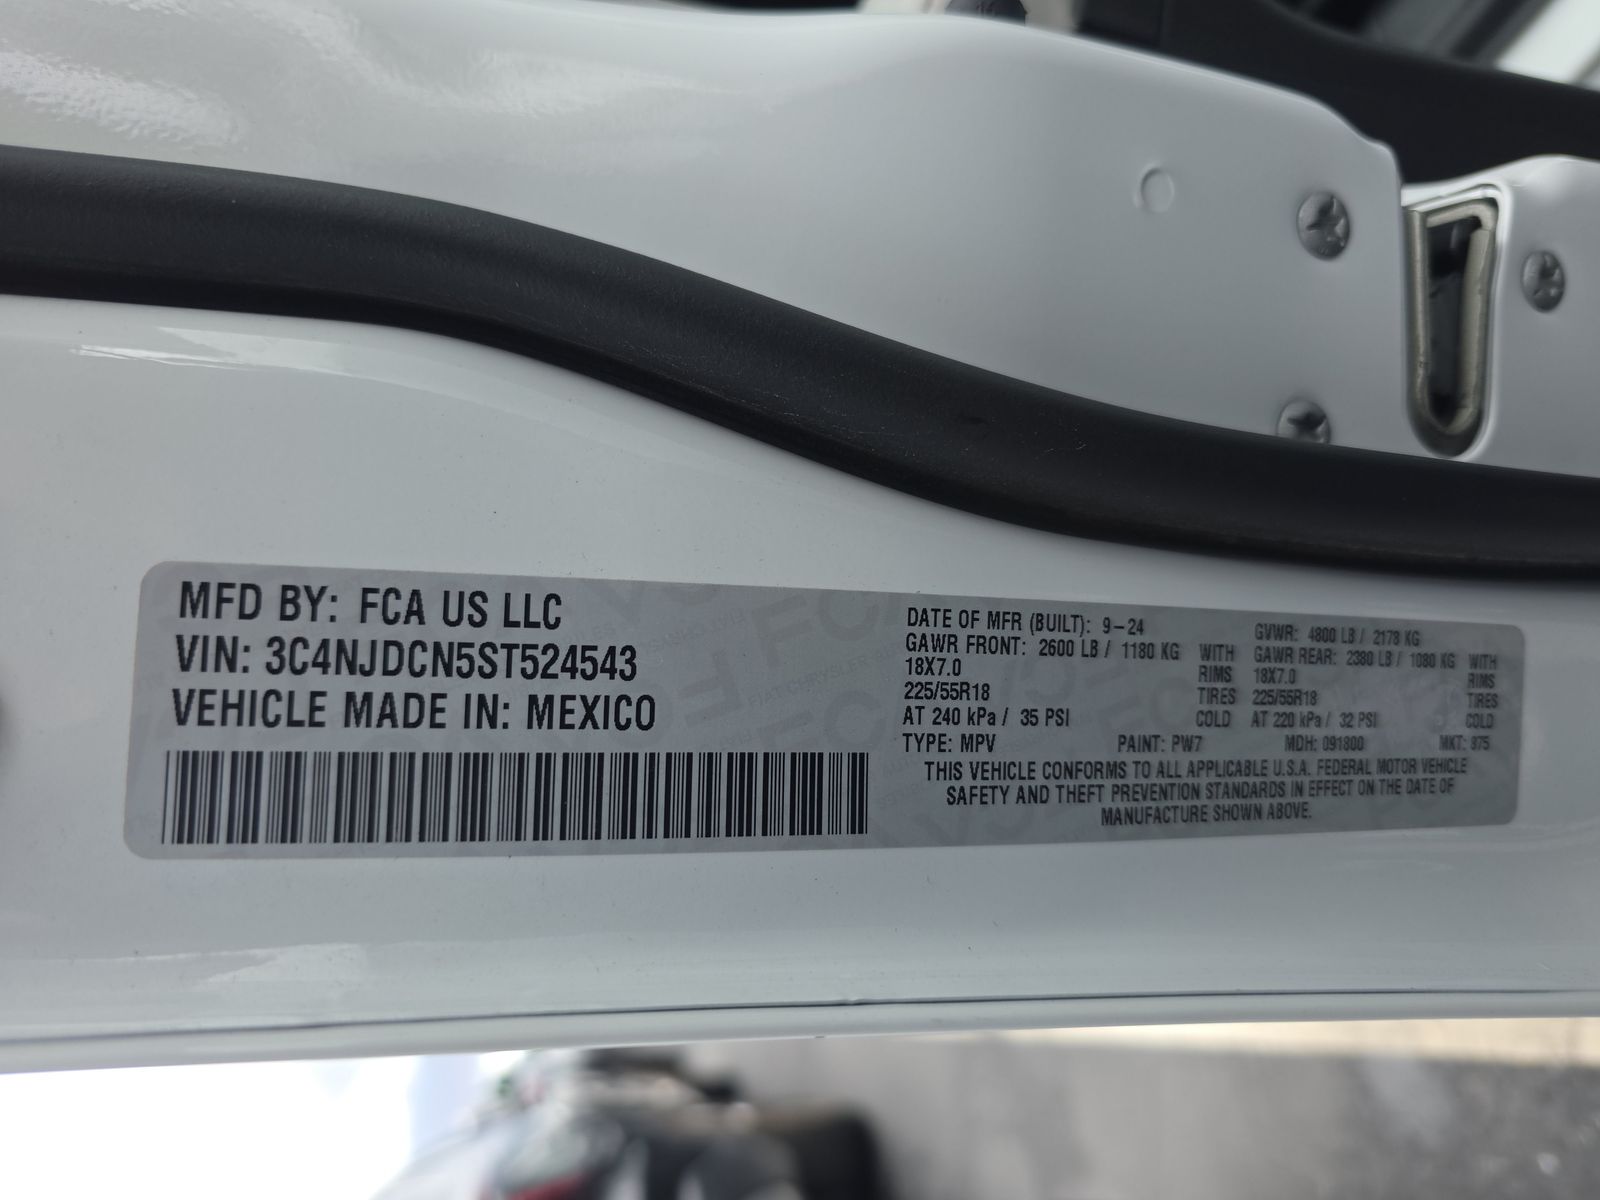 MFD BY: FCA US LLC
VIN: 3C4NJDCN5ST524543
VEHICLE MADE IN: MEXICO
DATE OF MFR (BUILT): 9-24 GVWR: 4800 LB / 2178 KG
GAWR FRONT: 2600 LB / 1180 KG WITH GAWR REAR: 2380 LB / 1080 KG WITH
18X7.0 RIMS 18X7.0 RIMS
225/55R18 TIRES 225/55R18 TIRES
AT 240 kPa / 35 PSI COLD AT 220 kPa / 32 PSI COLD
TYPE: MPV PAINT: PW7 MDH: 091800 MKT: 875
THIS VEHICLE CONFORMS TO ALL APPLICABLE U.S.A. FEDERAL MOTOR VEHICLE
SAFETY AND THEFT PREVENTION STANDARDS IN EFFECT ON THE DATE OF
MANUFACTURE SHOWN ABOVE.